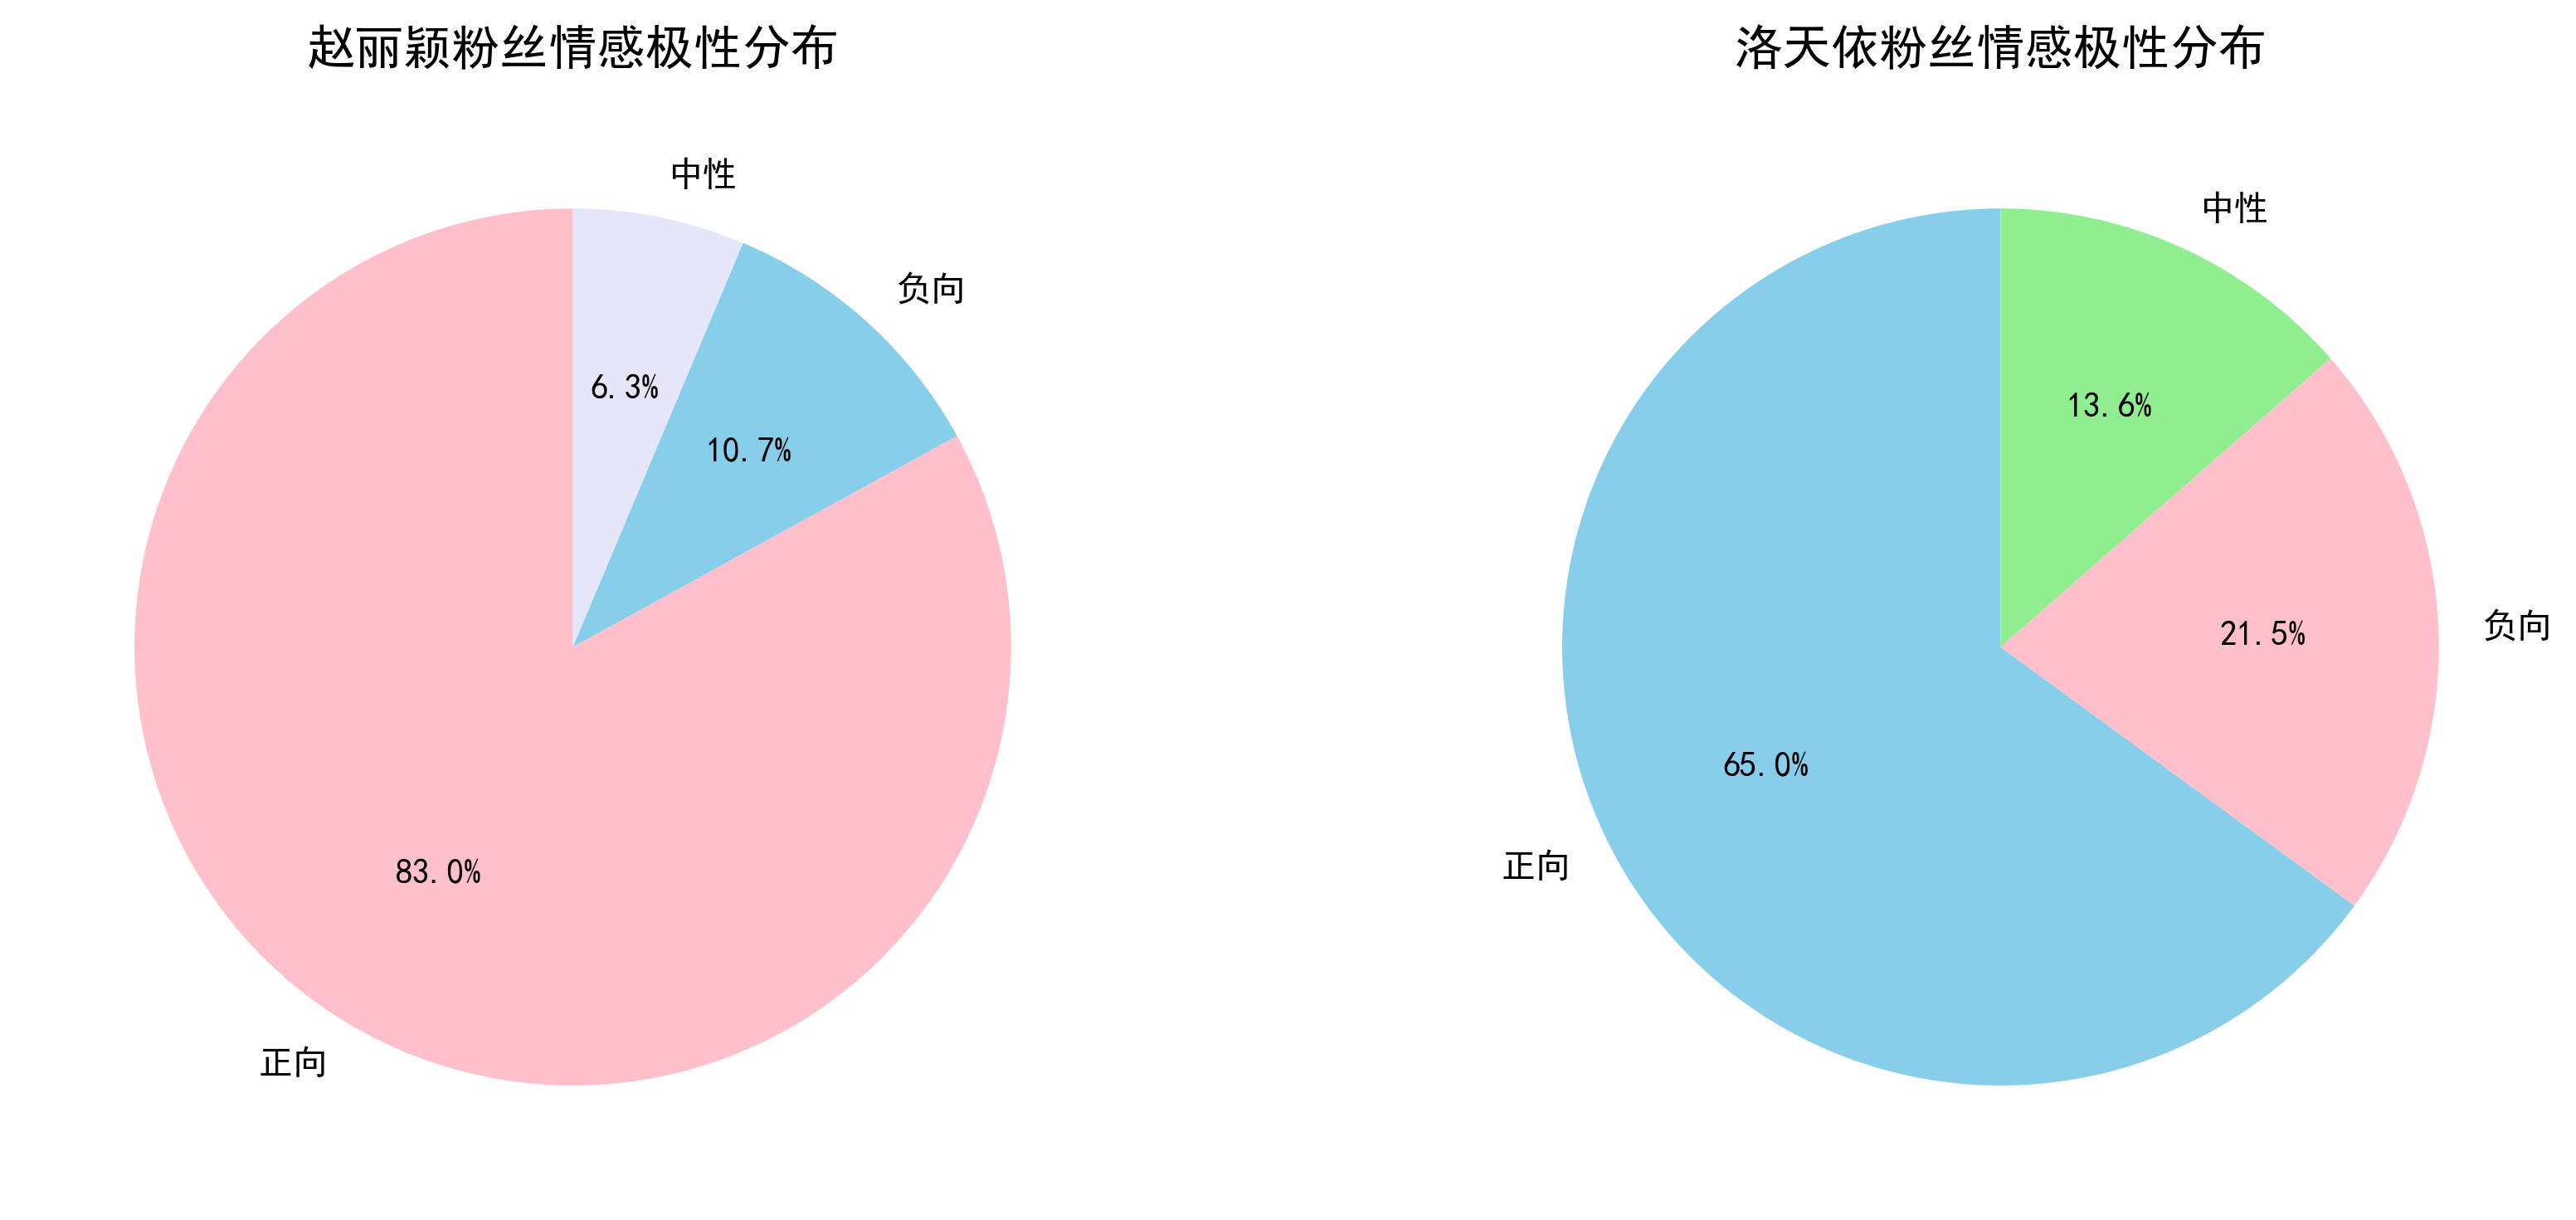 赵丽颖粉丝情感极性分布
中性
负向
6.3%
10.7%
83.0%
正向
洛天依粉丝情感极性分布
中性
13.6%
负向
21.5%
65.0%
正向